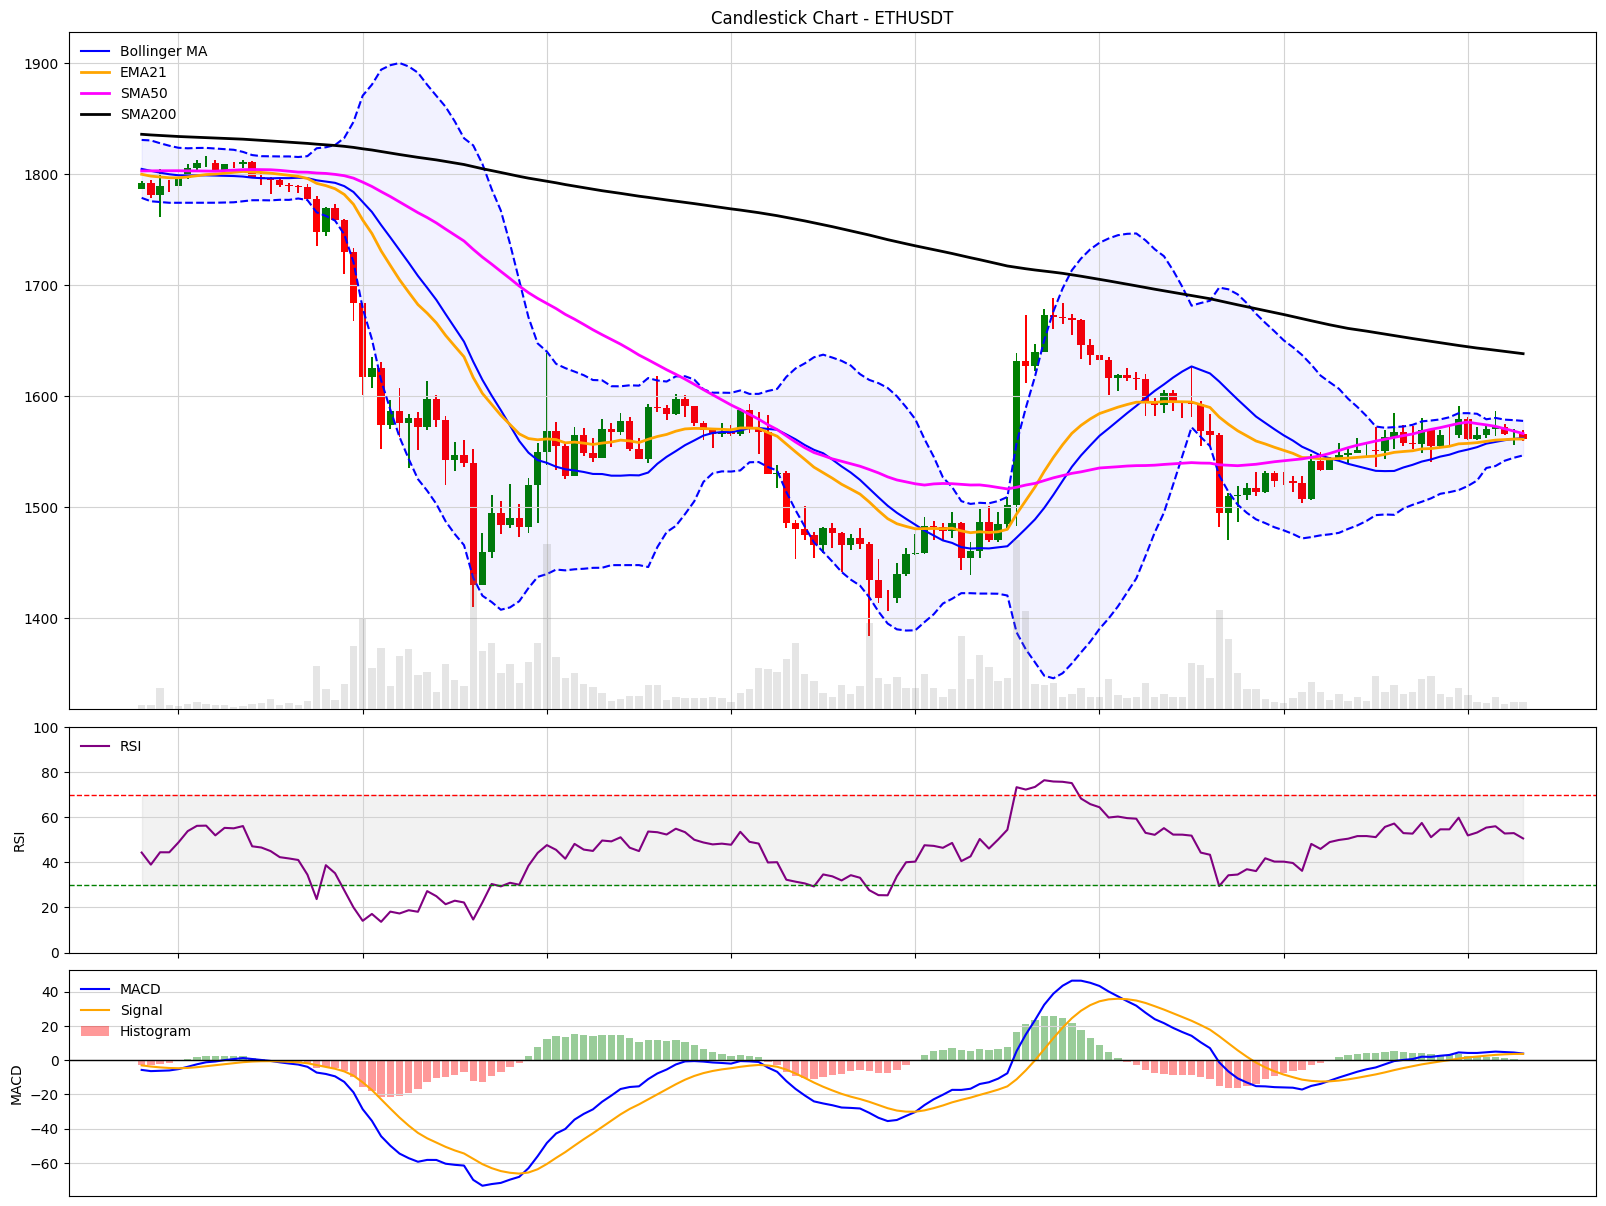 Candlestick Chart - ETHUSDT
Bollinger MA
EMA21
SMA50
SMA200
1900
1800
1700
1600
1500
1400
RSI
RSI
100
80
60
40
20
0
MACD
Signal
Histogram
MACD
40
20
0
−20
−40
−60